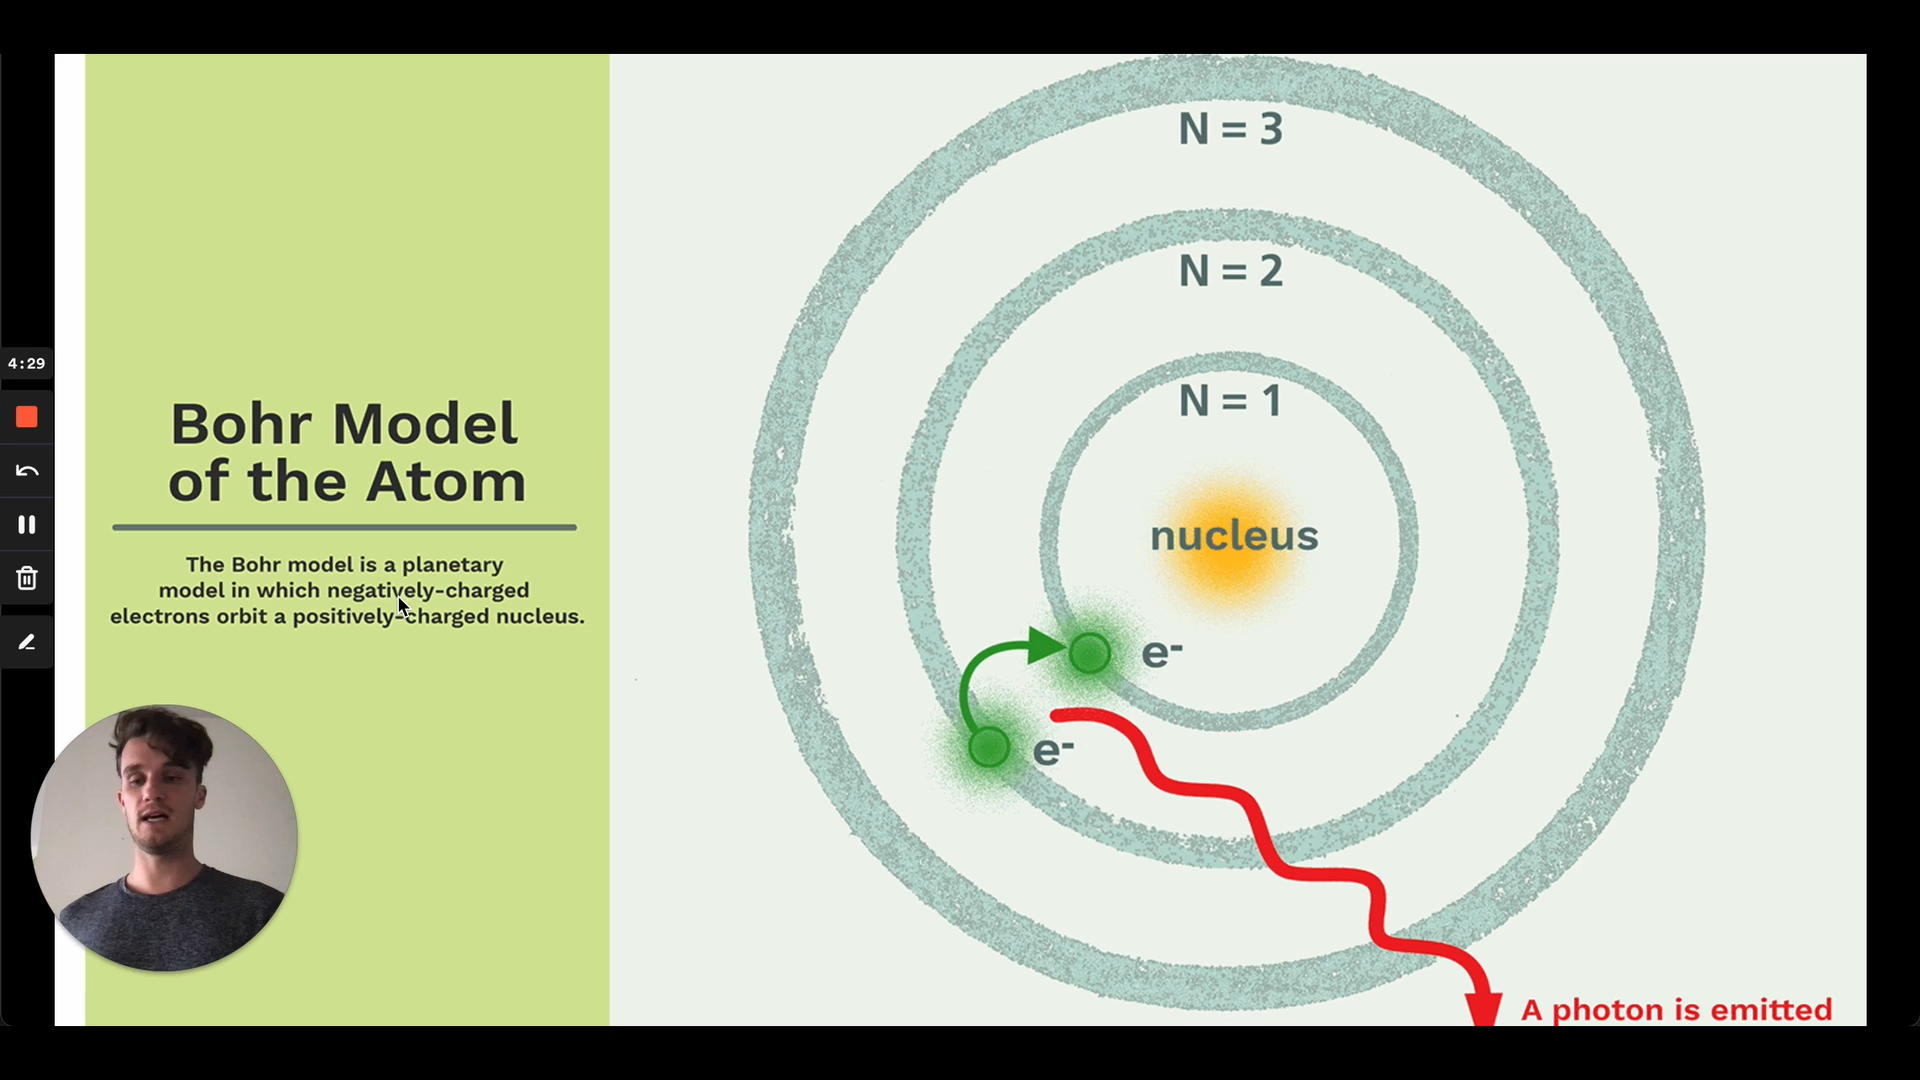 4:29
Bohr Model
of the Atom
The Bohr model is a planetary
model in which negatively-charged
electrons orbit a positively-charged nucleus.
N = 3
N = 2
N = 1
nucleus
e-
e-
A photon is emitted